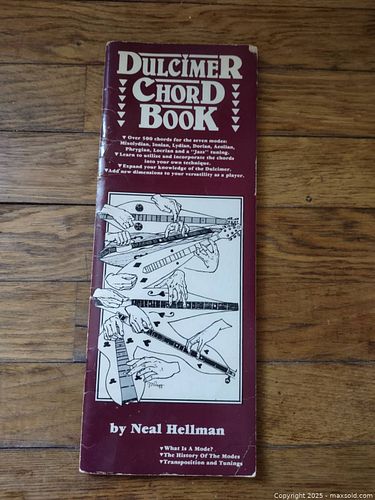 DULCIMER
CHORD
BOOK
▼ Over 500 chords for the seven modes:
Mixolydian, Ionian, Lydian, Dorian, Aeolian,
Phrygian, Locrian and a "Jazz" tuning.
▼ Learn to utilize and incorporate the chords
into your own technique.
▼ Expand your knowledge of the Dulcimer.
▼ Add new dimensions to your versatility as a player.
by Neal Hellman
▼ What Is A Mode?
▼ The History Of The Modes
▼ Transposition and Tunings
© 2025 - maxsold.com